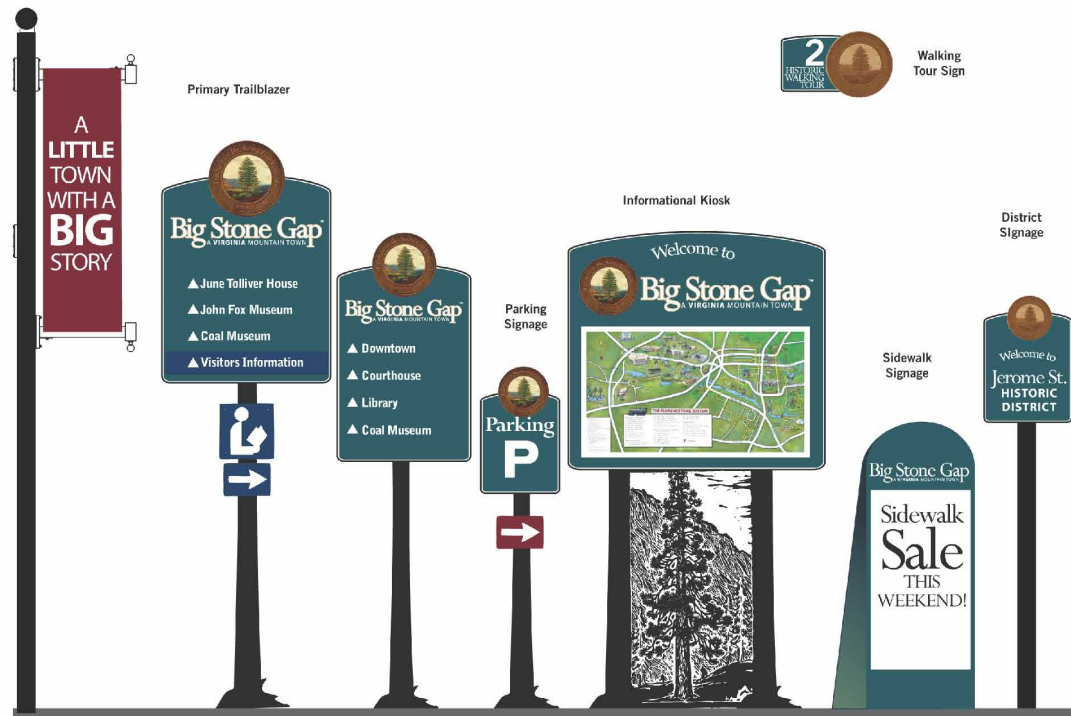 A
LITTLE
TOWN
WITH A
BIG
STORY
Primary Trailblazer
Big Stone Gap™
A VIRGINIA MOUNTAIN TOWN
▲ June Tolliver House
▲ John Fox Museum
▲ Coal Museum
▲ Visitors Information
Big Stone Gap™
A VIRGINIA MOUNTAIN TOWN
▲ Downtown
▲ Courthouse
▲ Library
▲ Coal Museum
Parking
Signage
Parking
P
Informational Kiosk
Welcome to
Big Stone Gap™
A VIRGINIA MOUNTAIN TOWN
2
HISTORIC
WALKING
TOUR
Walking
Tour Sign
Sidewalk
Signage
Big Stone Gap
A VIRGINIA MOUNTAIN TOWN
Sidewalk
Sale
THIS
WEEKEND!
District
SIgnage
Welcome to
Jerome St.
HISTORIC
DISTRICT